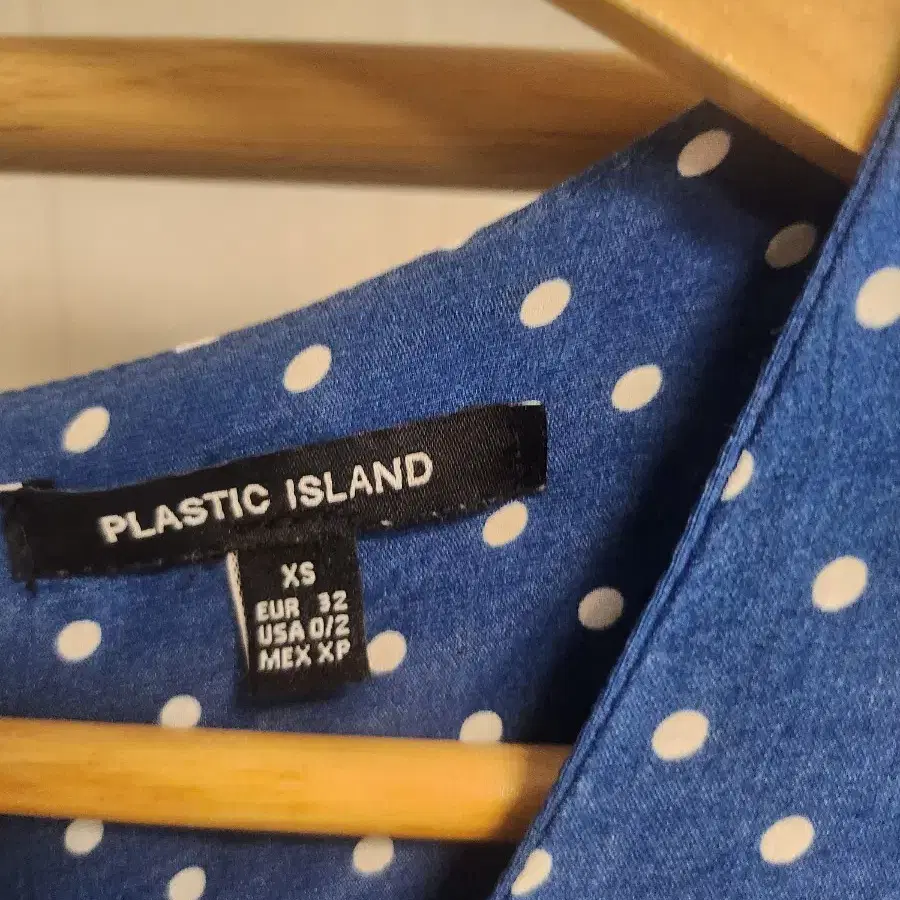 PLASTIC ISLAND
XS
EUR 32
USA 0/2
MEX XP